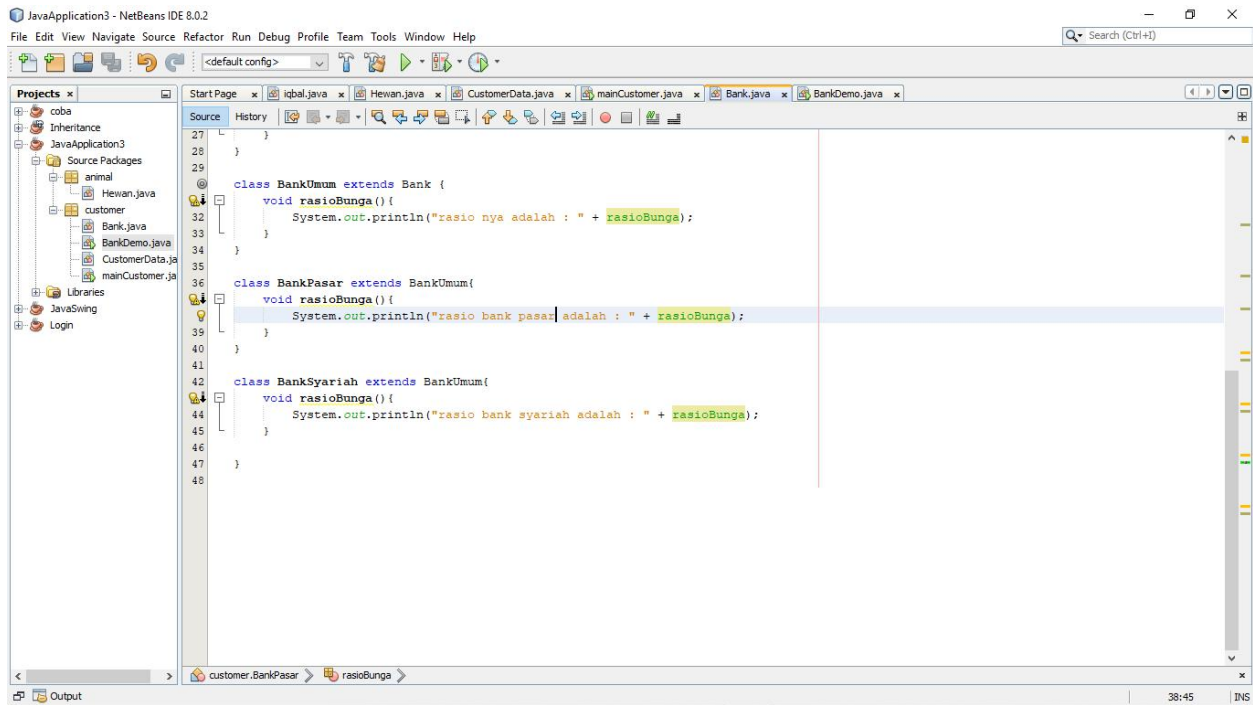 JavaApplication3 - NetBeans IDE 8.0.2
File Edit View Navigate Source Refactor Run Debug Profile Team Tools Window Help
Search (Ctrl+I)
<default config>
Projects
coba
Inheritance
JavaApplication3
Source Packages
animal
Hewan.java
customer
Bank.java
BankDemo.java
CustomerData.ja
mainCustomer.ja
Libraries
JavaSwing
Login
Start Page iqbal.java Hewan.java CustomerData.java mainCustomer.java Bank.java BankDemo.java
Source History
27 }
28 }
29
class BankUmum extends Bank {
void rasioBunga(){
32 System.out.println("rasio nya adalah : " + rasioBunga);
33 }
34 }
35
36 class BankPasar extends BankUmum{
void rasioBunga(){
System.out.println("rasio bank pasar adalah : " + rasioBunga);
39 }
40 }
41
42 class BankSyariah extends BankUmum{
void rasioBunga(){
44 System.out.println("rasio bank syariah adalah : " + rasioBunga);
45 }
46
47 }
48
customer.BankPasar rasioBunga
Output
38:45 INS